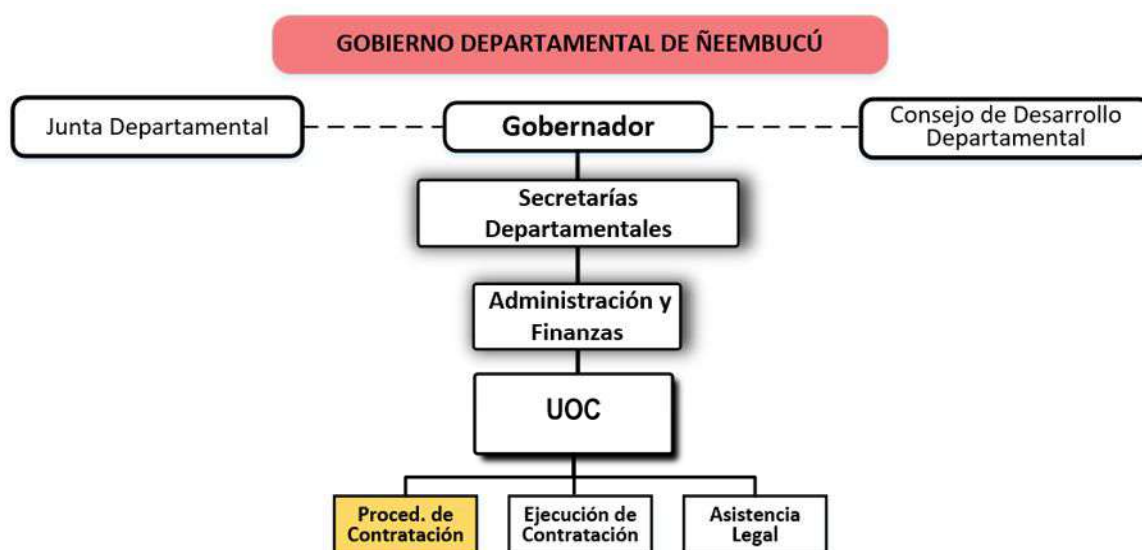 GOBIERNO DEPARTAMENTAL DE ÑEEMBUCÚ
Junta Departamental
Gobernador
Consejo de Desarrollo
Departamental
Secretarías
Departamentales
Administración y
Finanzas
UOC
Proced. de
Contratación
Ejecución de
Contratación
Asistencia
Legal